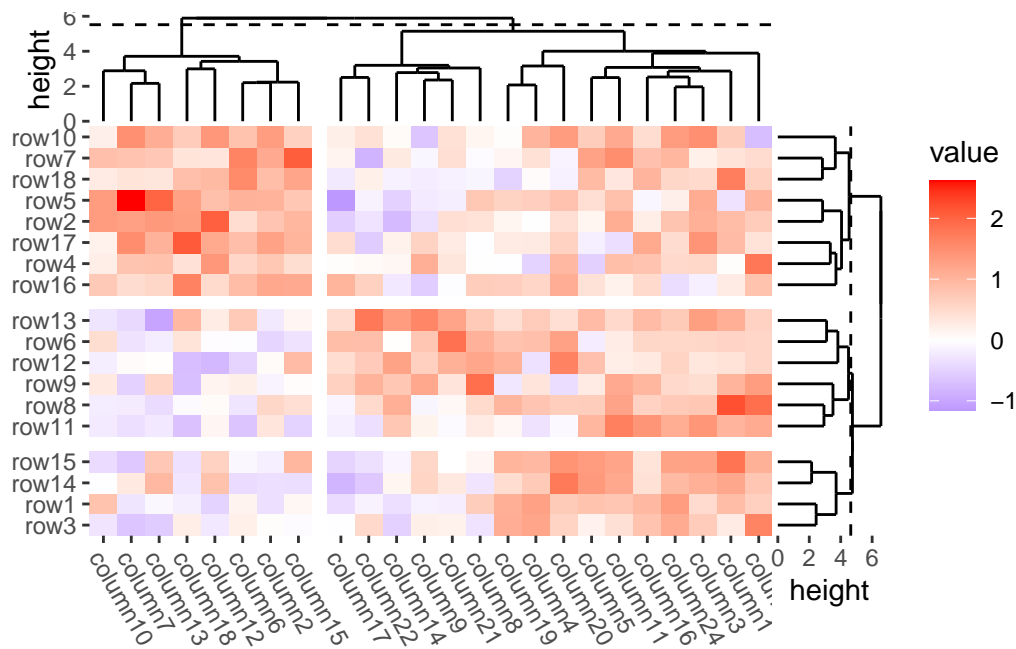 6
4
2
0
height
row10
row7
row18
row5
row2
row17
row4
row16
row13
row6
row12
row9
row8
row11
row15
row14
row1
row3
column10
column7
column13
column18
column12
column6
column2
column15
column17
column22
column14
column9
column21
column8
column19
column4
column20
column5
column11
column16
column24
column3
column1
0 2 4 6
height
value
2
1
0
−1